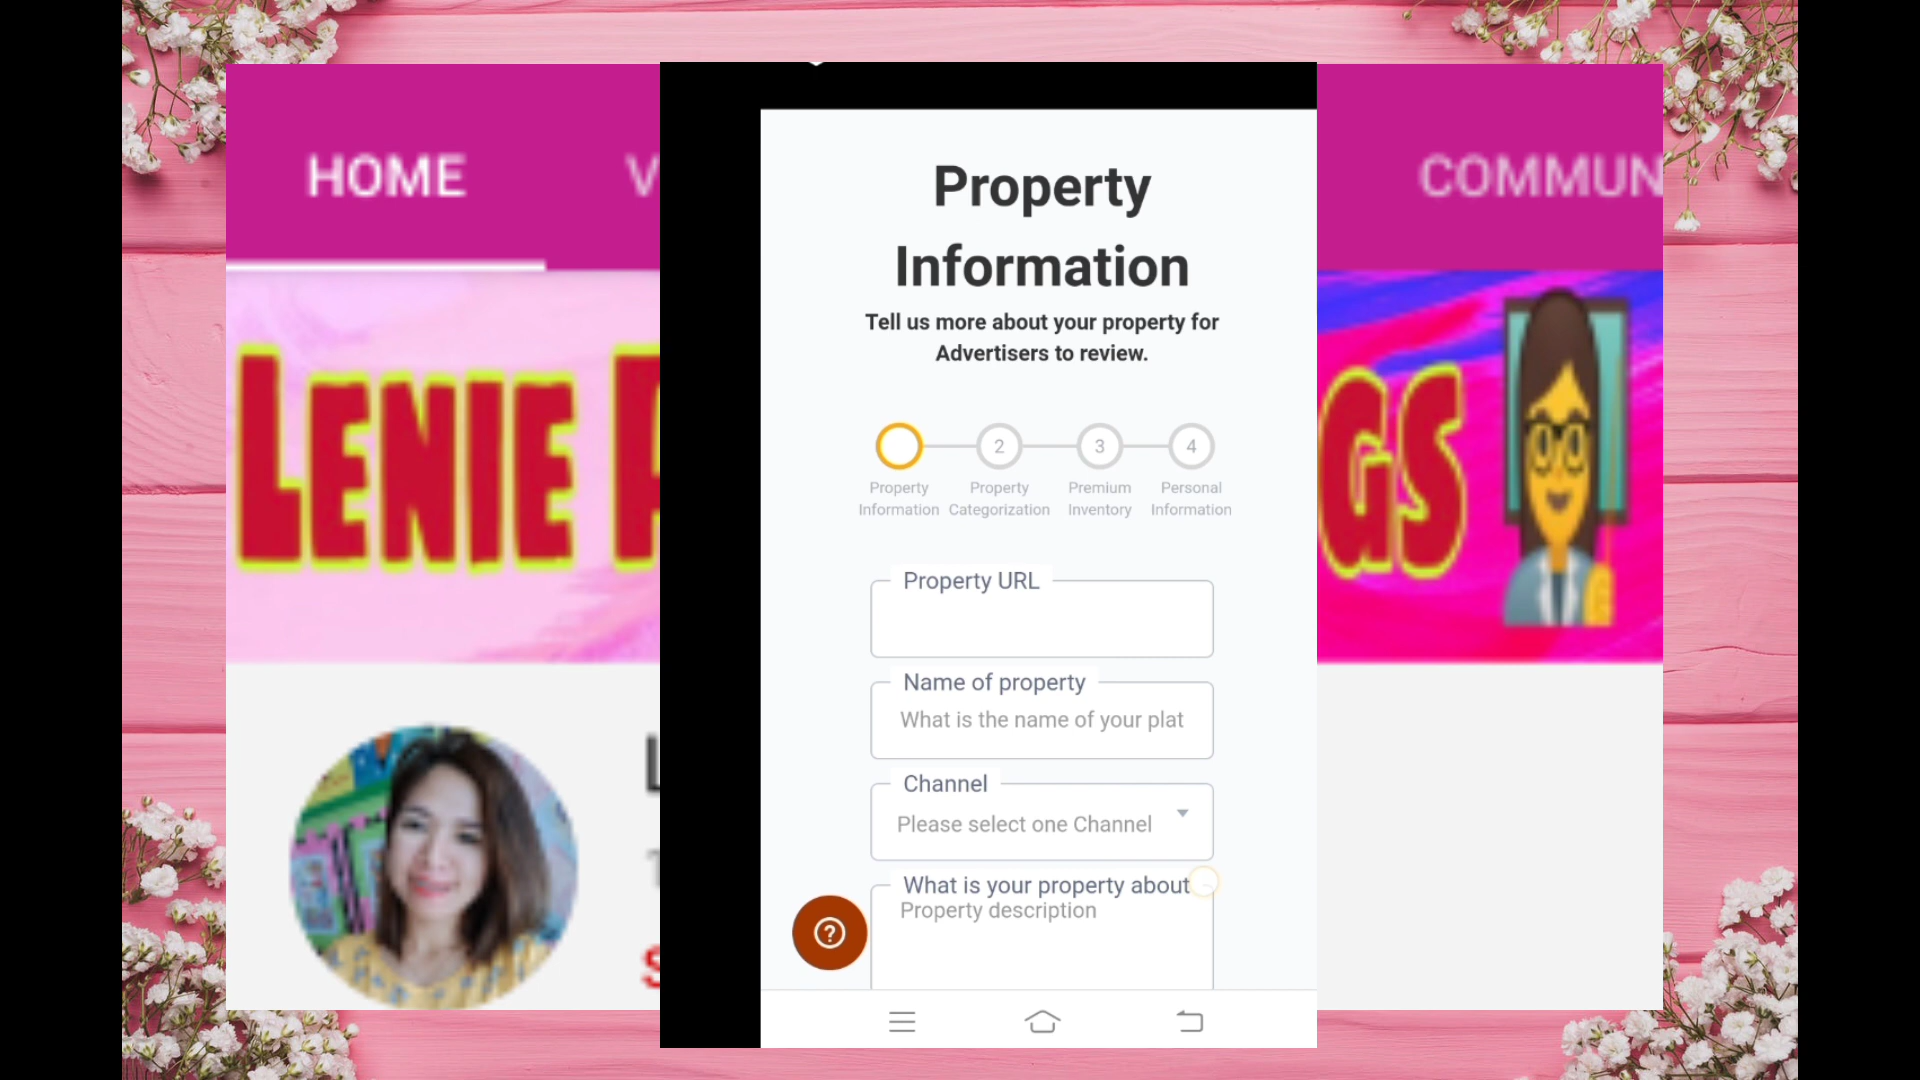 HOME
COMMUN
LENIE
GS
Property
Information
Tell us more about your property for
Advertisers to review.
2
3
4
Property
Information
Property
Categorization
Premium
Inventory
Personal
Information
Property URL
Name of property
What is the name of your plat
Channel
Please select one Channel
What is your property about
Property description
?